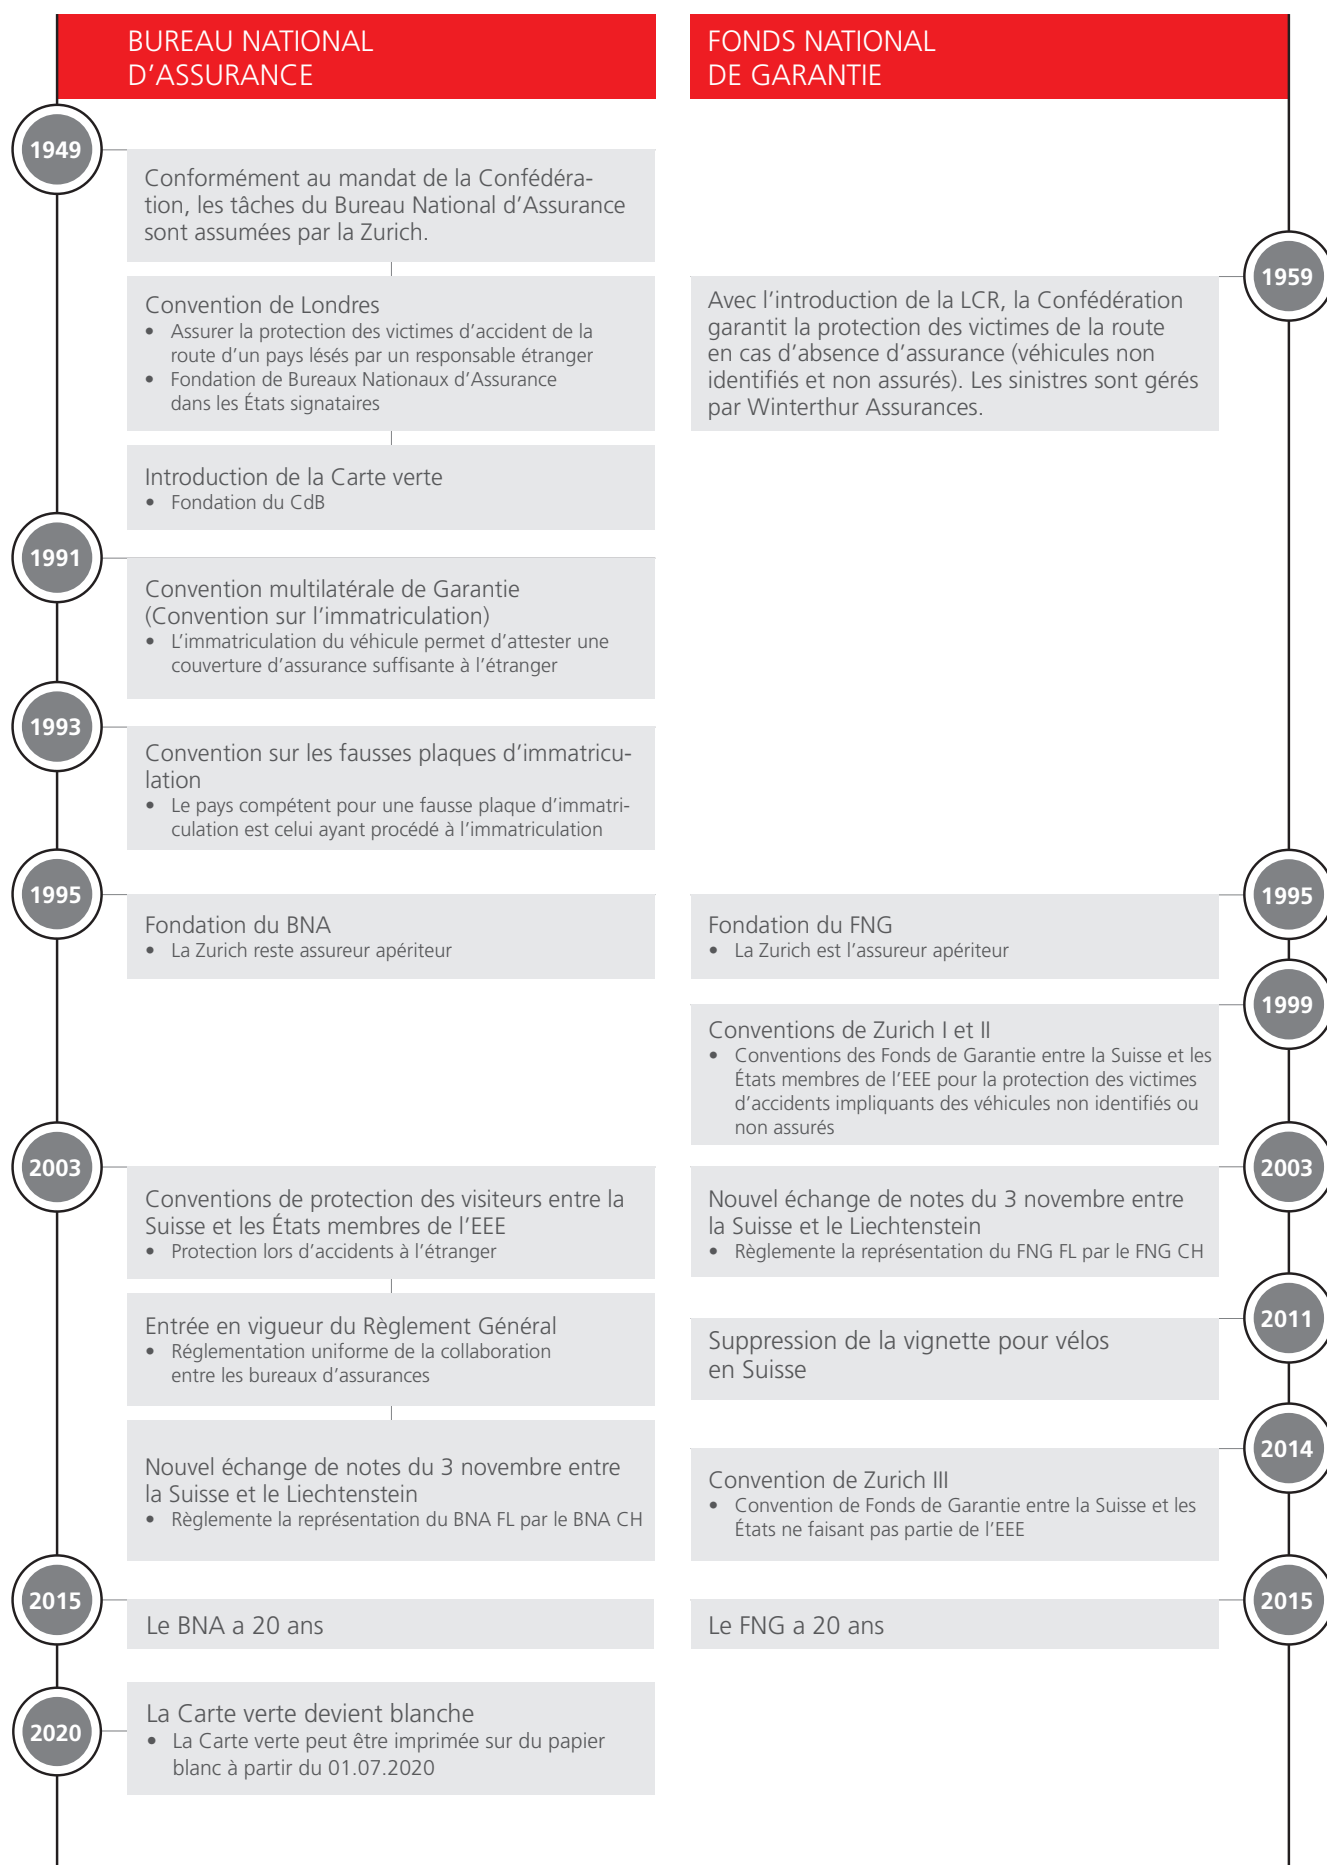 BUREAU NATIONAL
D’ASSURANCE
1949
Conformément au mandat de la Confédéra-
tion, les tâches du Bureau National d’Assurance
sont assumées par la Zurich.
Convention de Londres
• Assurer la protection des victimes d’accident de la
route d’un pays lésés par un responsable étranger
• Fondation de Bureaux Nationaux d’Assurance
dans les États signataires
Introduction de la Carte verte
• Fondation du CdB
1991
Convention multilatérale de Garantie
(Convention sur l’immatriculation)
• L’immatriculation du véhicule permet d’attester une
couverture d’assurance suffisante à l’étranger
1993
Convention sur les fausses plaques d’immatricu-
lation
• Le pays compétent pour une fausse plaque d’immatri-
culation est celui ayant procédé à l’immatriculation
1995
Fondation du BNA
• La Zurich reste assureur apériteur
2003
Conventions de protection des visiteurs entre la
Suisse et les États membres de l’EEE
• Protection lors d’accidents à l’étranger
Entrée en vigueur du Règlement Général
• Réglementation uniforme de la collaboration
entre les bureaux d’assurances
Nouvel échange de notes du 3 novembre entre
la Suisse et le Liechtenstein
• Règlemente la représentation du BNA FL par le BNA CH
2015
Le BNA a 20 ans
2020
La Carte verte devient blanche
• La Carte verte peut être imprimée sur du papier
blanc à partir du 01.07.2020
FONDS NATIONAL
DE GARANTIE
1959
Avec l’introduction de la LCR, la Confédération
garantit la protection des victimes de la route
en cas d’absence d’assurance (véhicules non
identifiés et non assurés). Les sinistres sont gérés
par Winterthur Assurances.
1995
Fondation du FNG
• La Zurich est l’assureur apériteur
1999
Conventions de Zurich I et II
• Conventions des Fonds de Garantie entre la Suisse et les
États membres de l’EEE pour la protection des victimes
d’accidents impliquants des véhicules non identifiés ou
non assurés
2003
Nouvel échange de notes du 3 novembre entre
la Suisse et le Liechtenstein
• Règlemente la représentation du FNG FL par le FNG CH
2011
Suppression de la vignette pour vélos
en Suisse
2014
Convention de Zurich III
• Convention de Fonds de Garantie entre la Suisse et les
États ne faisant pas partie de l’EEE
2015
Le FNG a 20 ans